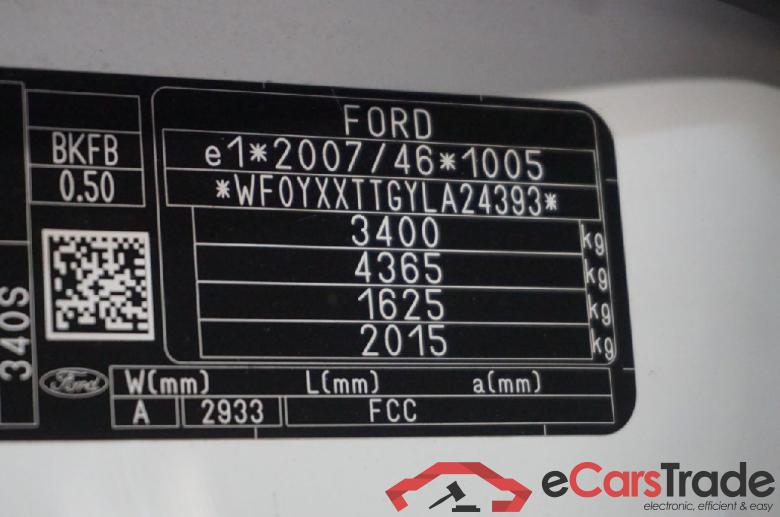 FORD
BKFB
e1*2007/46*1005
0.50
*WF0YXXTTGYLA24393*
3400 kg
4365 kg
1625 kg
2015 kg
340S
Ford
W(mm) L(mm) a(mm)
A 2933 FCC
eCarsTrade
electronic, efficient & easy